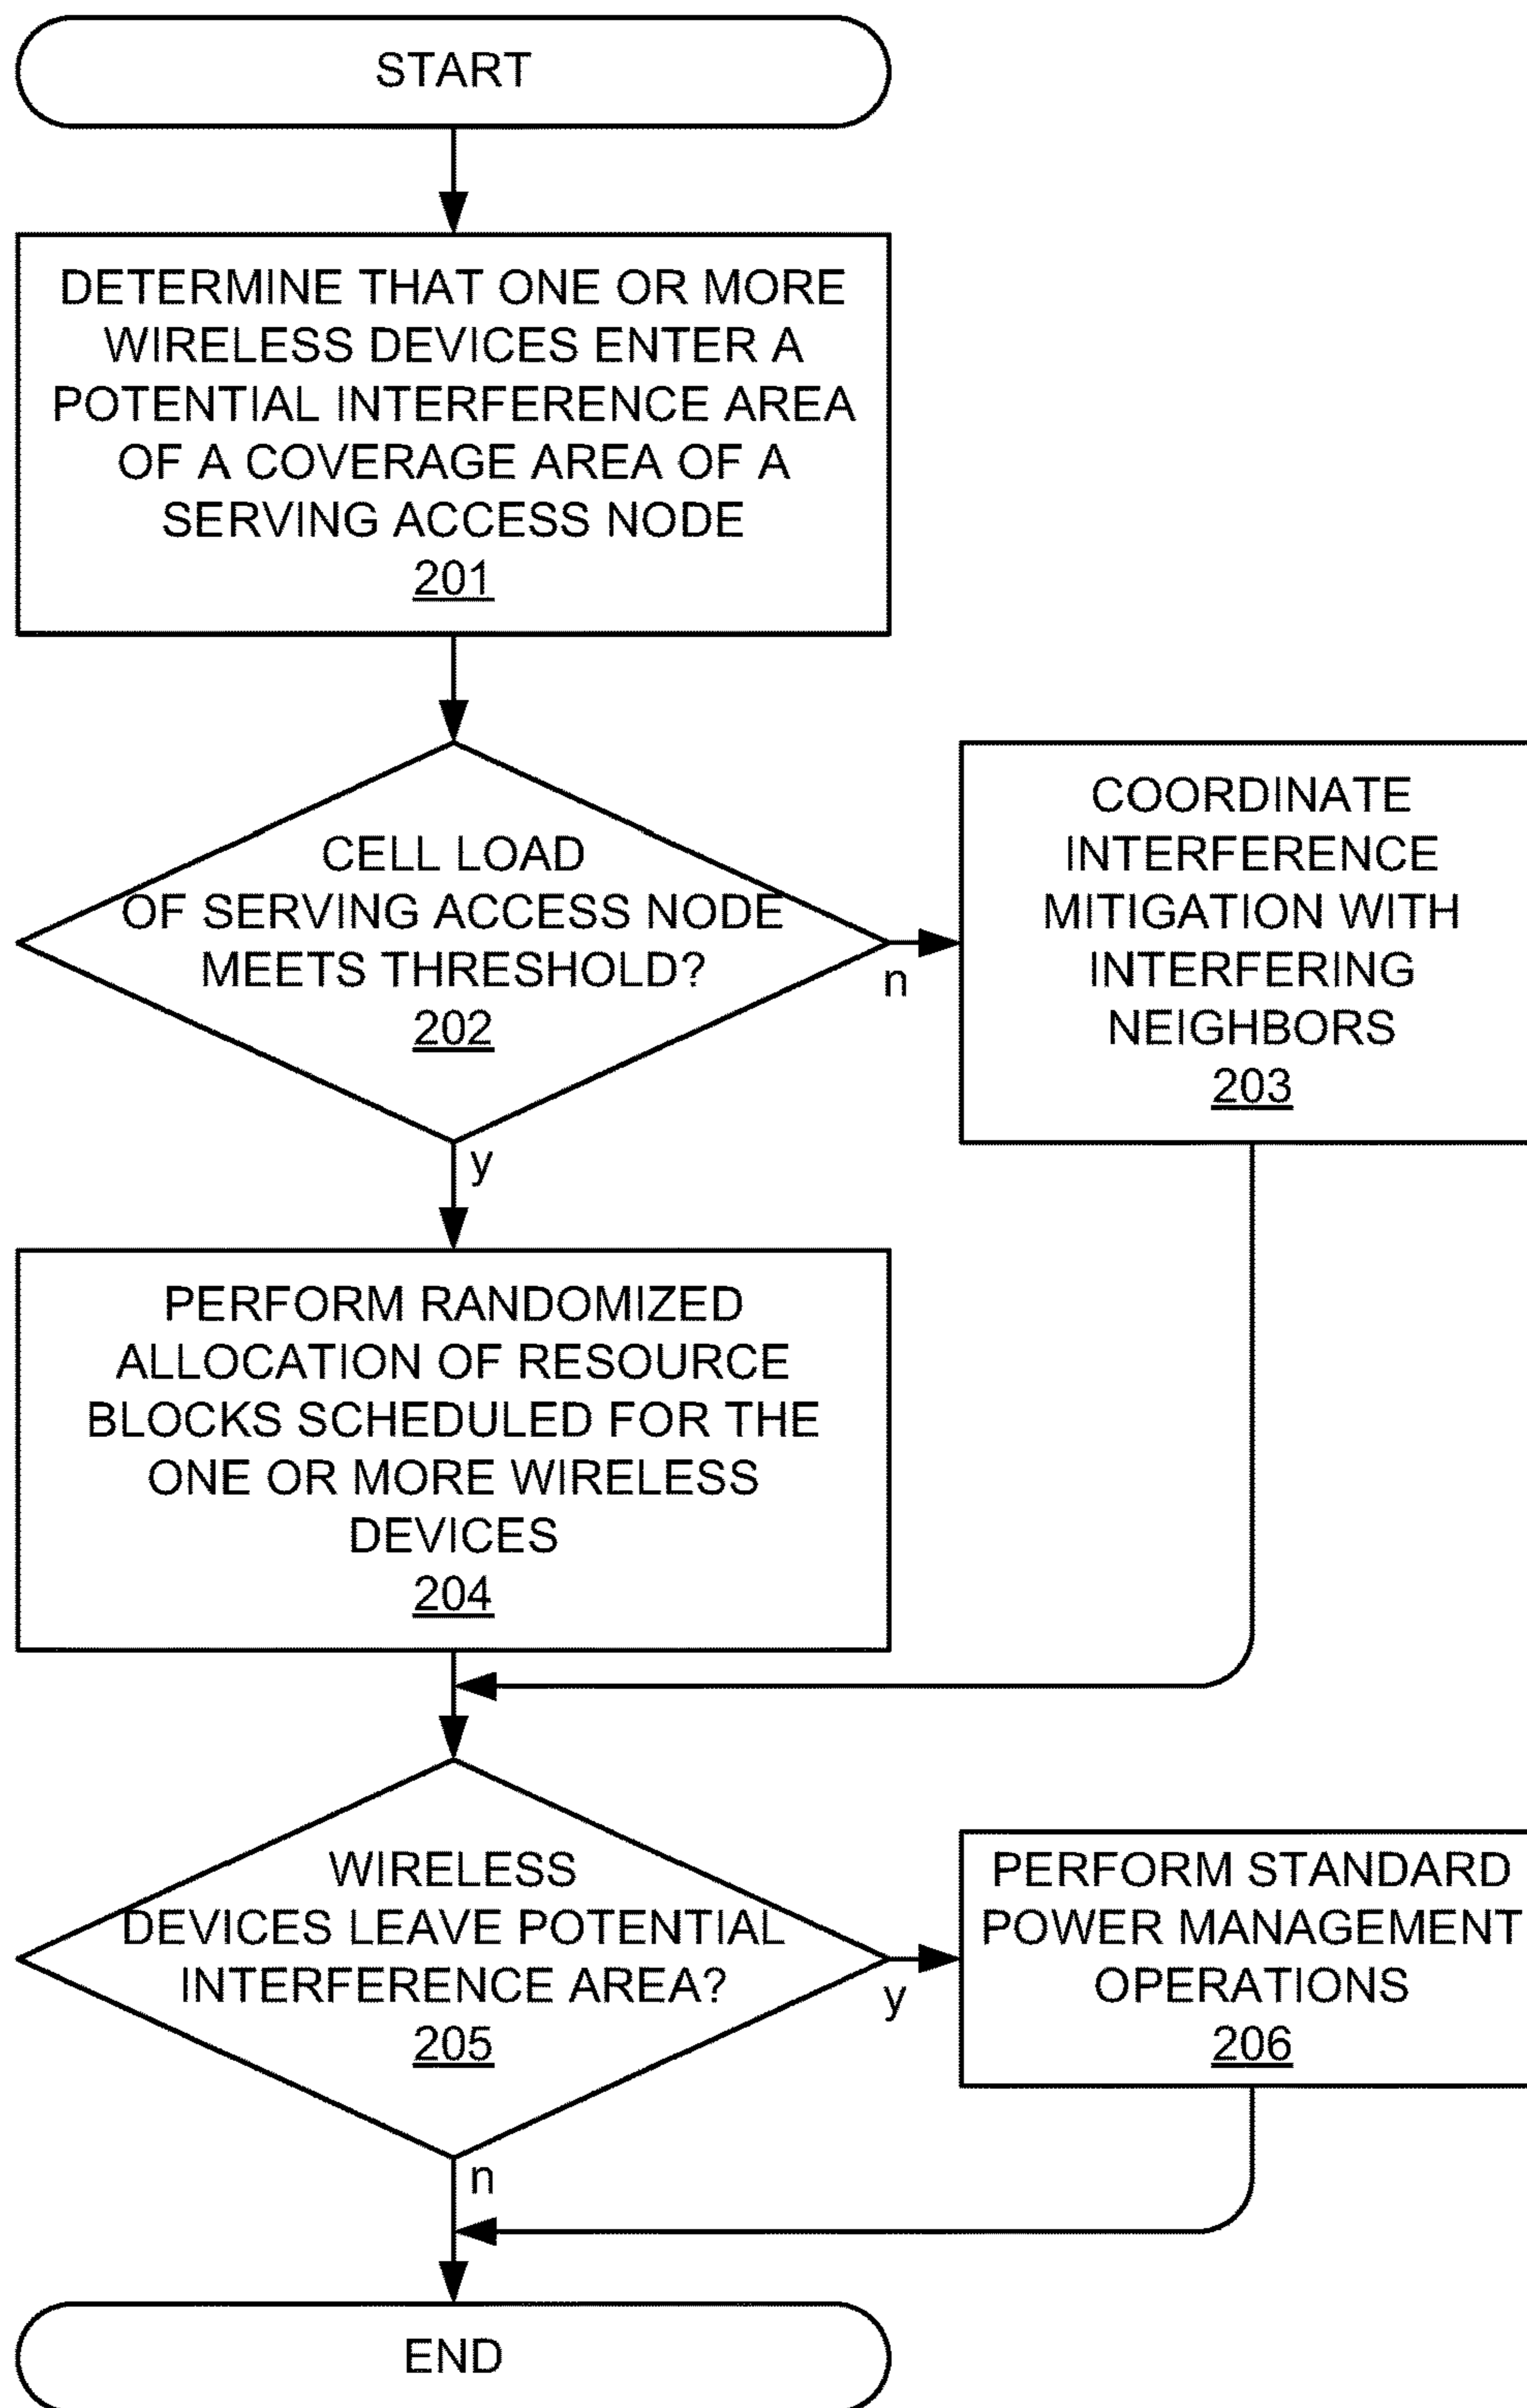 START
DETERMINE THAT ONE OR MORE
WIRELESS DEVICES ENTER A
POTENTIAL INTERFERENCE AREA
OF A COVERAGE AREA OF A
SERVING ACCESS NODE
201
CELL LOAD
OF SERVING ACCESS NODE
MEETS THRESHOLD?
202
n
COORDINATE
INTERFERENCE
MITIGATION WITH
INTERFERING
NEIGHBORS
203
y
PERFORM RANDOMIZED
ALLOCATION OF RESOURCE
BLOCKS SCHEDULED FOR THE
ONE OR MORE WIRELESS
DEVICES
204
WIRELESS
DEVICES LEAVE POTENTIAL
INTERFERENCE AREA?
205
y
PERFORM STANDARD
POWER MANAGEMENT
OPERATIONS
206
n
END